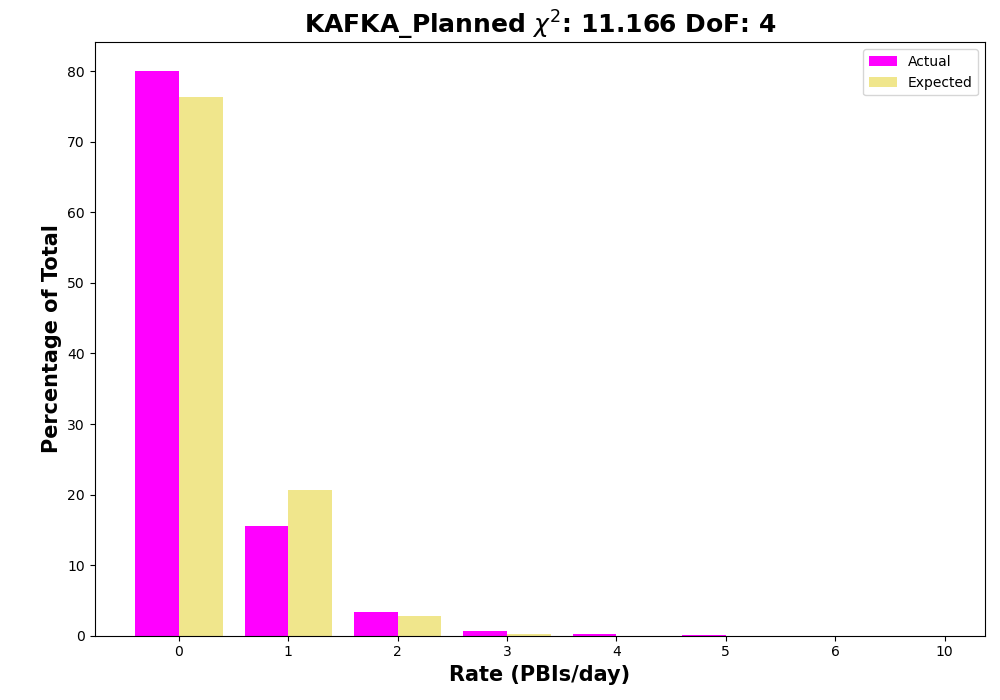 KAFKA_Planned χ²: 11.166 DoF: 4
Actual
Expected
Percentage of Total
80
70
60
50
40
30
20
10
0
0 1 2 3 4 5 6 10
Rate (PBIs/day)